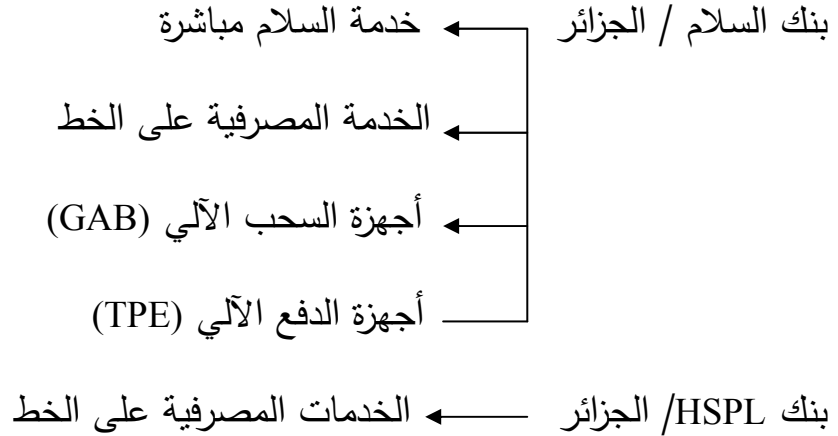 بنك السلام / الجزائر خدمة السلام مباشرة
الخدمة المصرفية على الخط
أجهزة السحب الآلي (GAB)
أجهزة الدفع الآلي (TPE)
بنك HSPL/ الجزائر الخدمات المصرفية على الخط